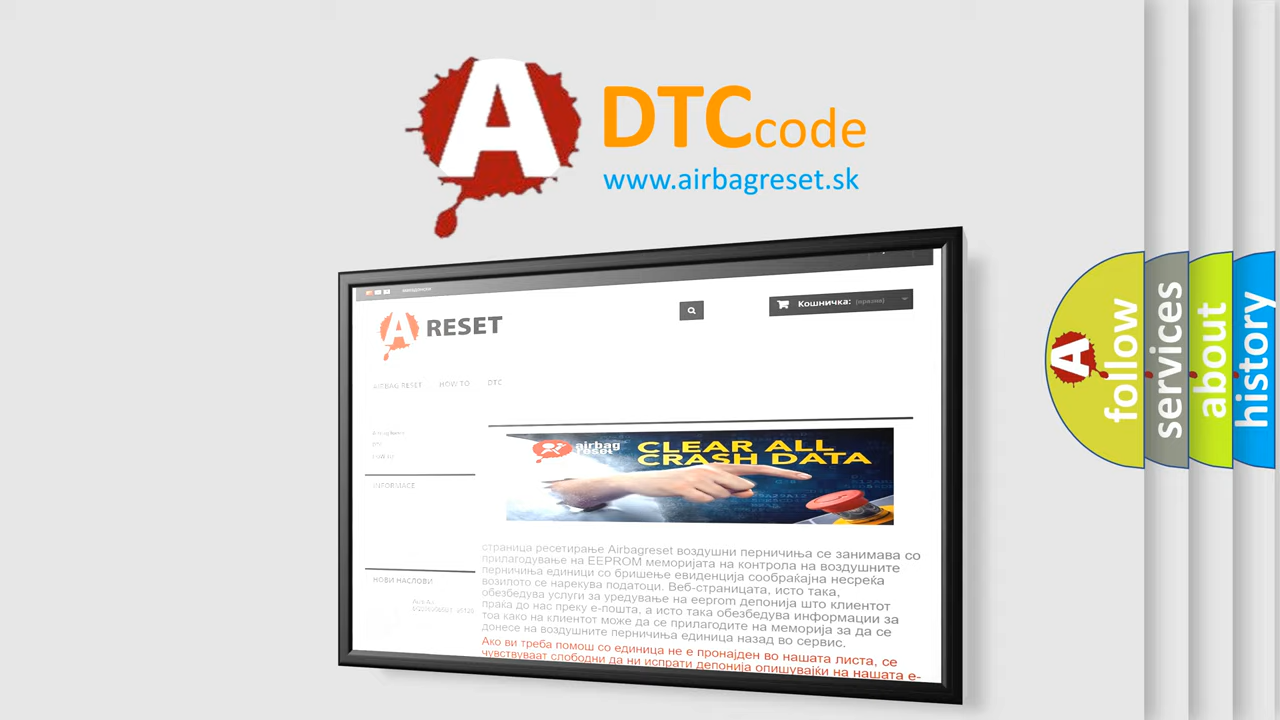 A
DTC code
www.airbagreset.sk
A RESET
Кошничка: (празни)
AIRBAG RESET HOW TO DTC
airbag
reset
CLEAR ALL
CRASH DATA
INFORMACE
НОВИ НАСЛОВИ
страница ресетирање Airbagreset воздушни перничиња се занимава со
прилагодување на EEPROM меморијата на контрола на воздушните
перничиња единици со бришење евиденција сообраќајна несреќа
возилото се нарекува податоци. Веб-страницата, исто така,
обезбедува услуги за уредување на eeprom депонија што клиентот
праќа до нас преку е-пошта, а исто така обезбедува информации за
тоа како на клиентот може да се прилагодите на меморија за да се
донесе на воздушните перничиња единица назад во сервис.
Ако ви треба помош со единица не е пронајден во нашата листа, се
чувствуваат слободни да ни испрати депонија опишувајќи на нашата е-
A
follow
services
about
history